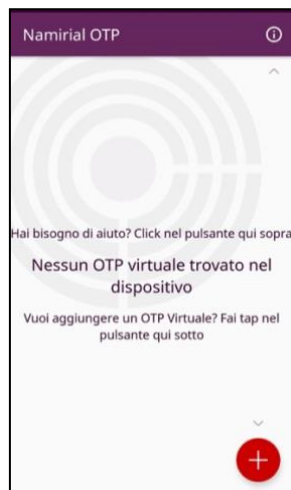 Namirial OTP
Hai bisogno di aiuto? Click nel pulsante qui sopra
Nessun OTP virtuale trovato nel
dispositivo
Vuoi aggiungere un OTP Virtuale? Fai tap nel
pulsante qui sotto